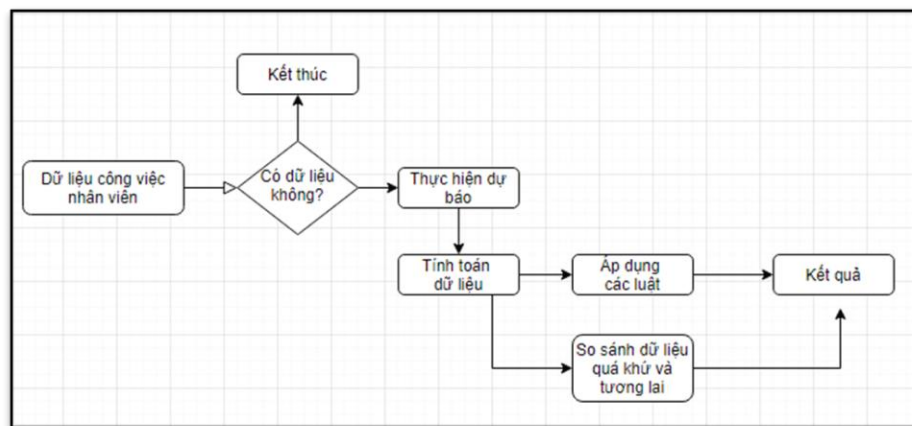 Kết thúc
Dữ liệu công việc
nhân viên
Có dữ liệu
không?
Thực hiện dự
báo
Tính toán
dữ liệu
Áp dụng
các luật
Kết quả
So sánh dữ liệu
quá khứ và
tương lai